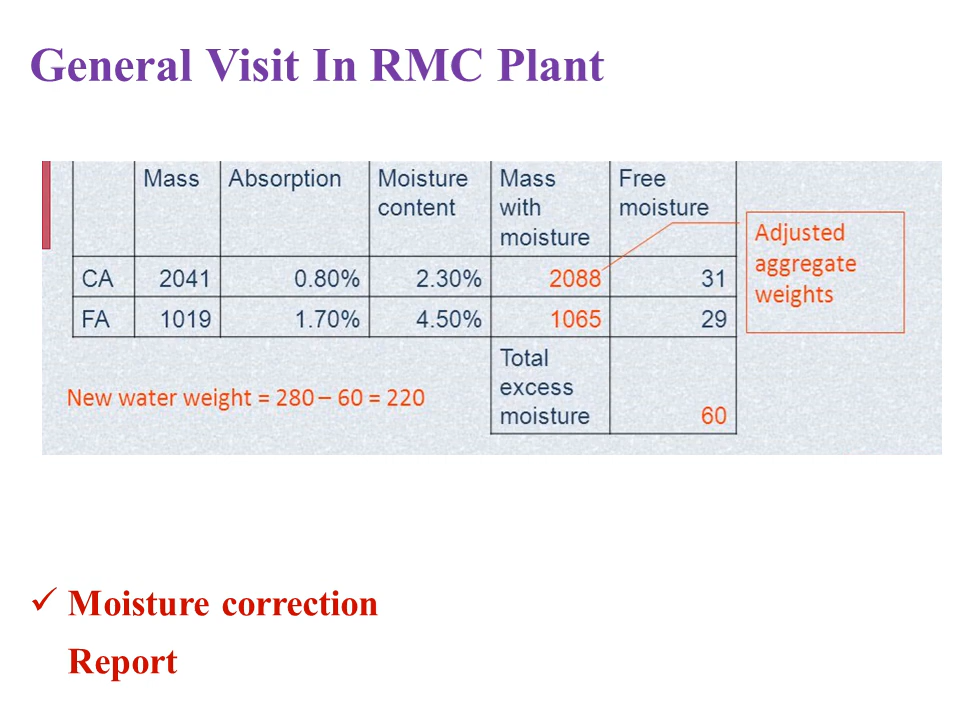 General Visit In RMC Plant
Mass Absorption Moisture content Mass with moisture Free moisture
CA 2041 0.80% 2.30% 2088 31
FA 1019 1.70% 4.50% 1065 29
Total excess moisture 60
Adjusted
aggregate
weights
New water weight = 280 – 60 = 220
✓ Moisture correction
Report